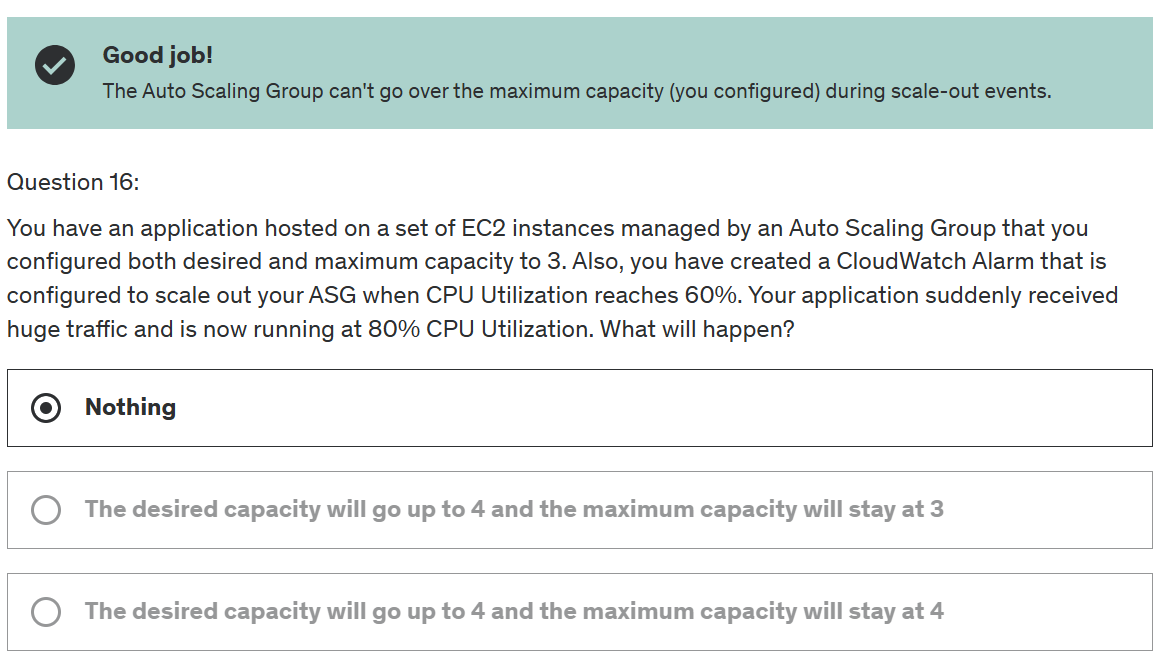 Good job!
The Auto Scaling Group can't go over the maximum capacity (you configured) during scale-out events.
Question 16:
You have an application hosted on a set of EC2 instances managed by an Auto Scaling Group that you
configured both desired and maximum capacity to 3. Also, you have created a CloudWatch Alarm that is
configured to scale out your ASG when CPU Utilization reaches 60%. Your application suddenly received
huge traffic and is now running at 80% CPU Utilization. What will happen?
Nothing
The desired capacity will go up to 4 and the maximum capacity will stay at 3
The desired capacity will go up to 4 and the maximum capacity will stay at 4